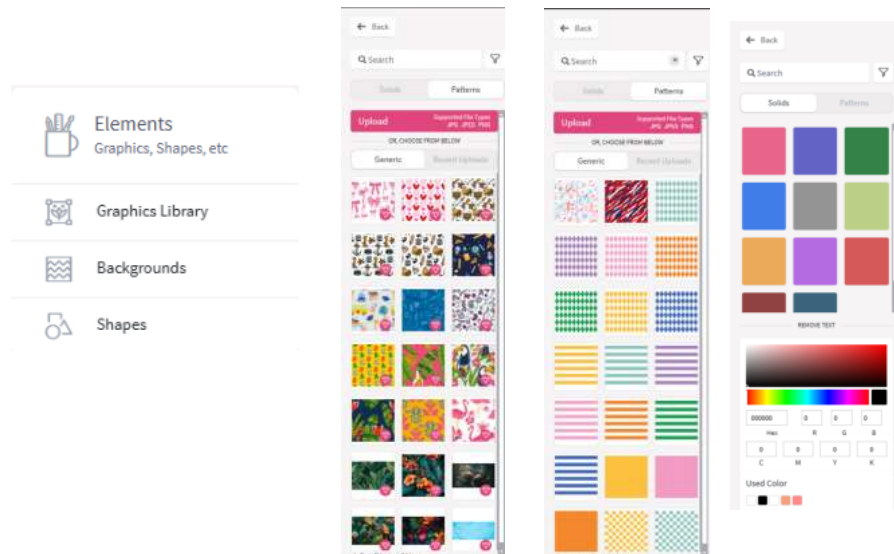 Elements
Graphics, Shapes, etc
Graphics Library
Backgrounds
Shapes
← Back
Search
Solids
Patterns
Upload
Supported File Types
JPG JPEG PNG
OR, CHOOSE FROM BELOW
Generic
Recent Uploads
← Back
Search
Solids
Patterns
Upload
Supported File Types
JPG JPEG PNG
OR, CHOOSE FROM BELOW
Generic
Recent Uploads
← Back
Search
Solids
Patterns
REMOVE TEXT
000000 0 0 0
Hex R G B
0 0 0 0
C M Y K
Used Color